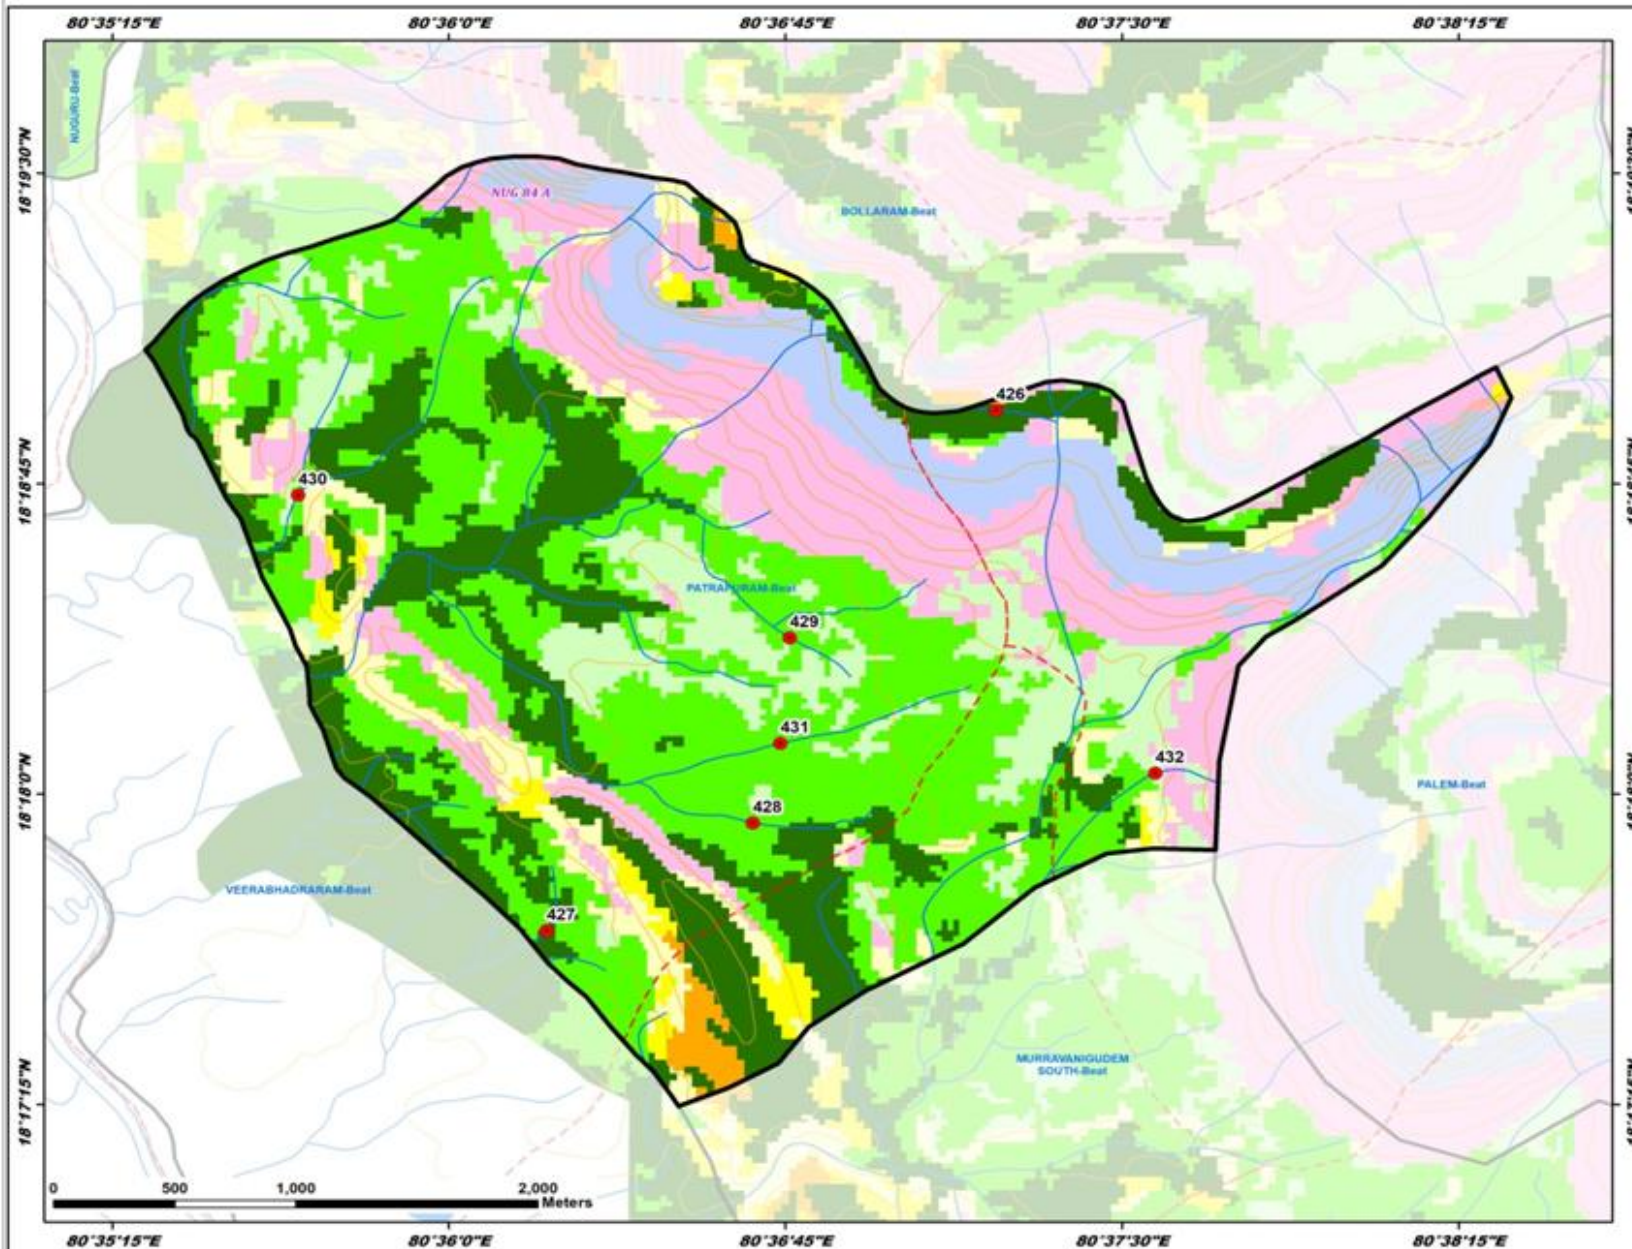 80°35'15"E 80°36'0"E 80°36'45"E 80°37'30"E 80°38'15"E
NUGURU-Beat
18°19'30"N
NUG 84 A
BOLLARAM-Beat
426
18°18'45"N
430
PATRAPURAM-Beat
429
431
432
18°18'0"N
PALEM-Beat
428
VEERABHADRARAM-Beat
427
MURRAVANIGUDEM
SOUTH-Beat
18°17'15"N
0 500 1,000 2,000
Meters
80°35'15"E 80°36'0"E 80°36'45"E 80°37'30"E 80°38'15"E